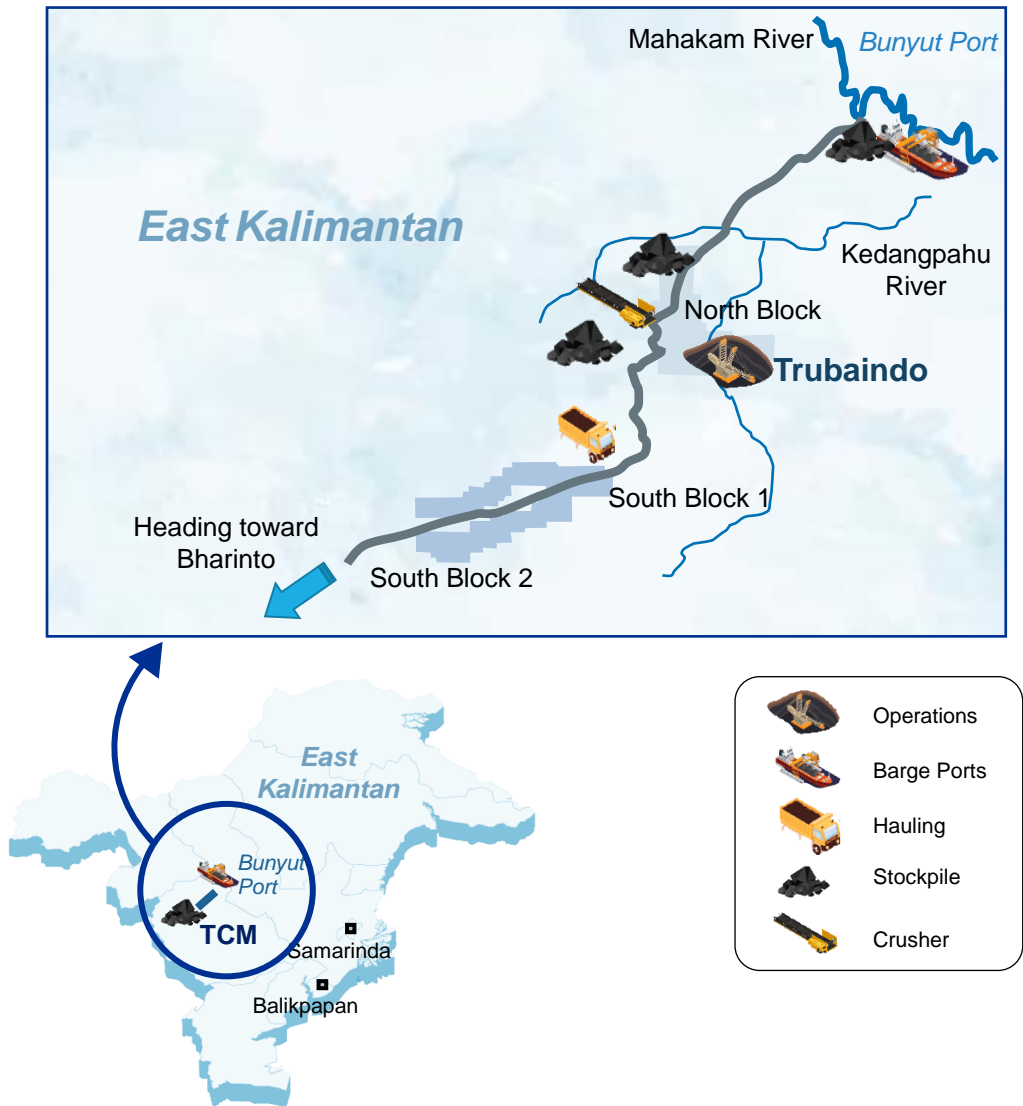 Mahakam River
Bunyut Port
East Kalimantan
Kedangpahu
River
North Block
Trubaindo
South Block 1
Heading toward
Bharinto
South Block 2
East
Kalimantan
Bunyut
Port
TCM
Samarinda
Balikpapan
Operations
Barge Ports
Hauling
Stockpile
Crusher